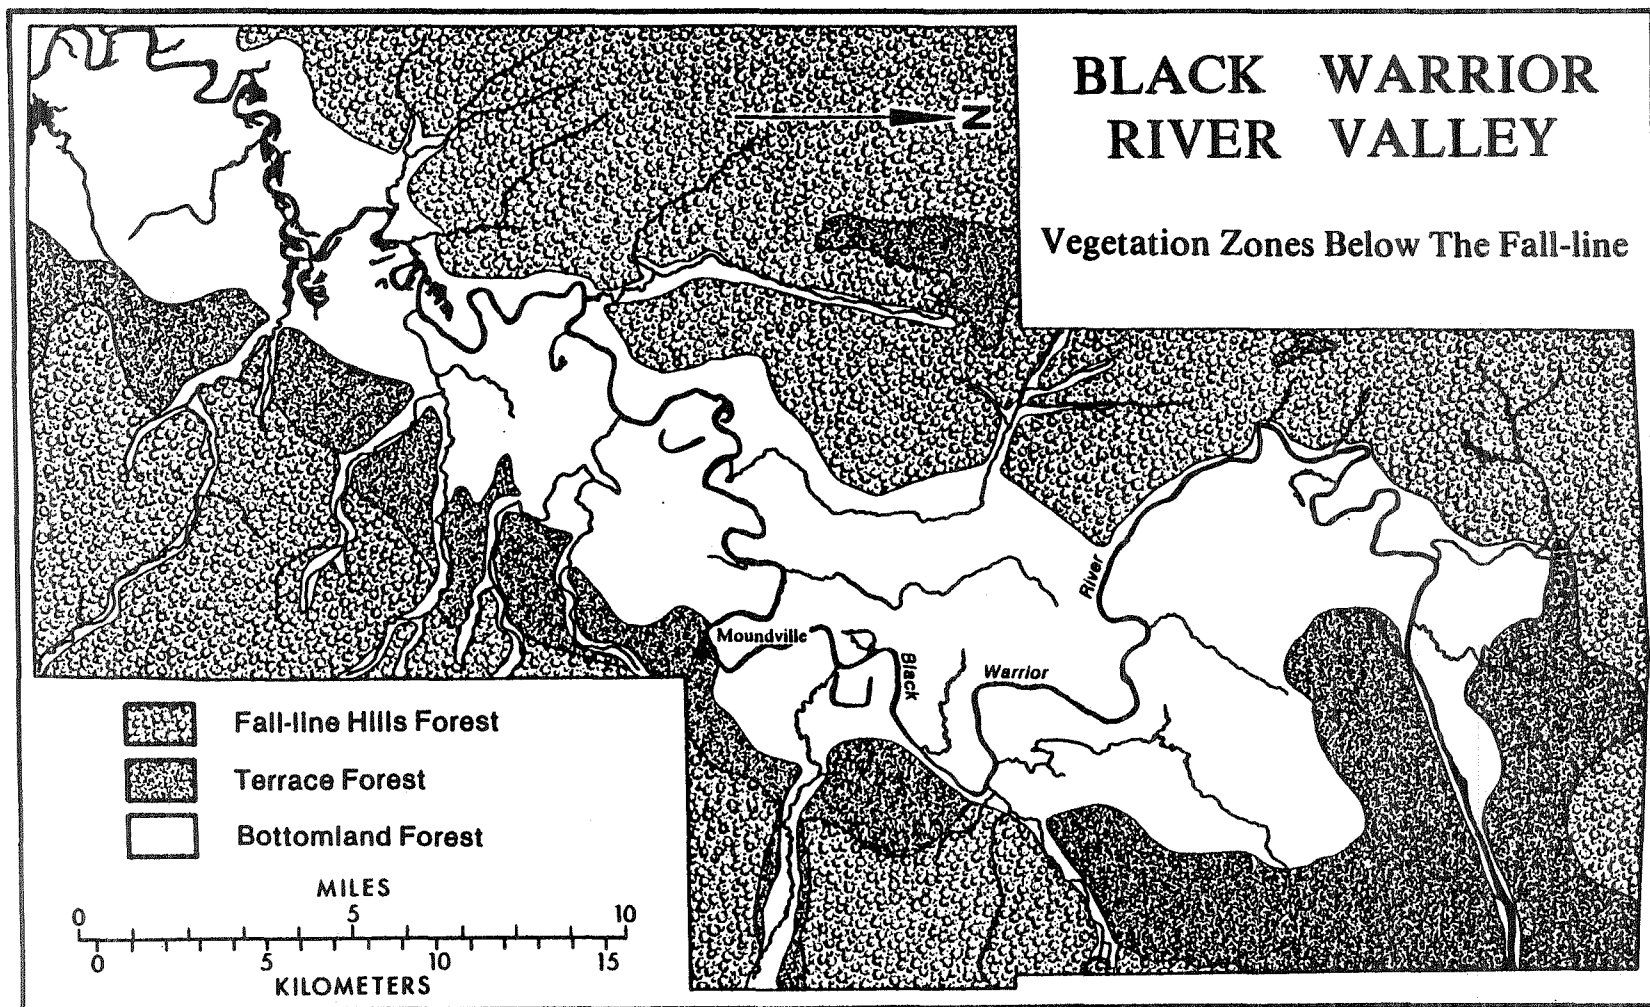 BLACK WARRIOR
RIVER VALLEY
Vegetation Zones Below The Fall-line
N
River
Moundville
Black
Warrior
Fall-line Hills Forest
Terrace Forest
Bottomland Forest
MILES
0 5 10
0 5 10 15
KILOMETERS